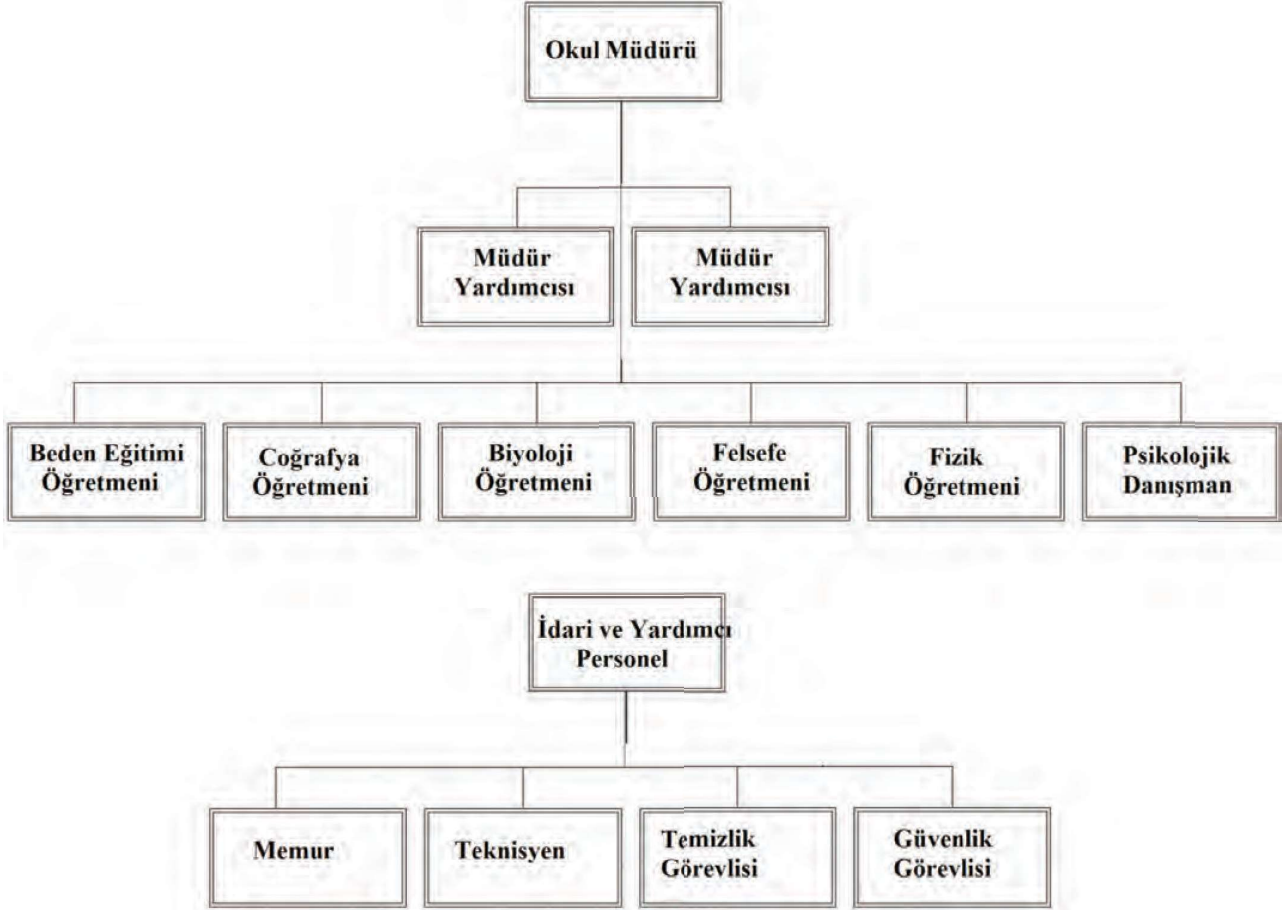 Okul Müdürü
Müdür
Yardımcısı
Müdür
Yardımcısı
Beden Eğitimi
Öğretmeni
Coğrafya
Öğretmeni
Biyoloji
Öğretmeni
Felsefe
Öğretmeni
Fizik
Öğretmeni
Psikolojik
Danışman
İdari ve Yardımcı
Personel
Memur
Teknisyen
Temizlik
Görevlisi
Güvenlik
Görevlisi